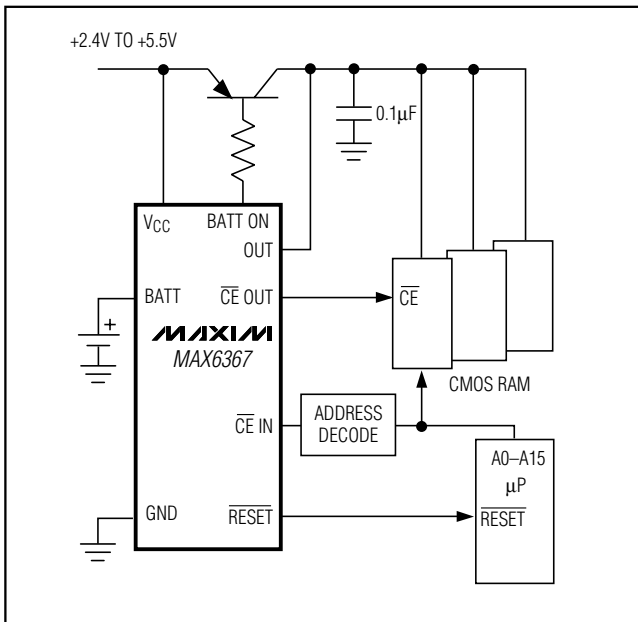 +2.4V TO +5.5V
0.1μF
VCC
BATT ON
OUT
BATT
CE OUT
CE
MAXIM
MAX6367
CMOS RAM
CE IN
ADDRESS
DECODE
A0–A15
μP
GND
RESET
RESET
+